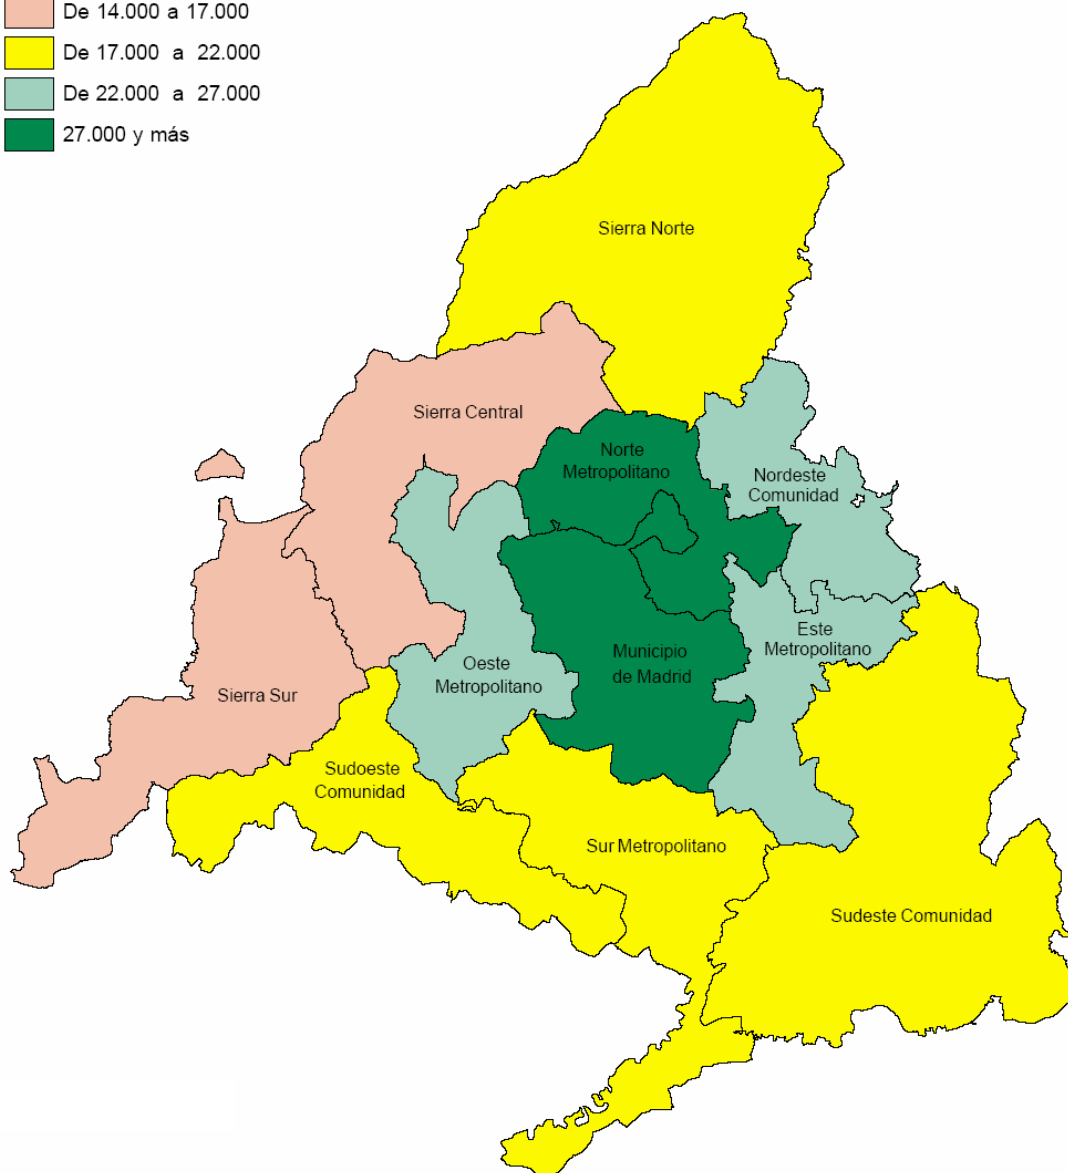 De 14.000 a 17.000
De 17.000 a 22.000
De 22.000 a 27.000
27.000 y más
Sierra Norte
Sierra Central
Norte
Metropolitano
Nordeste
Comunidad
Este
Metropolitano
Municipio
de Madrid
Oeste
Metropolitano
Sierra Sur
Sudoeste
Comunidad
Sur Metropolitano
Sudeste Comunidad